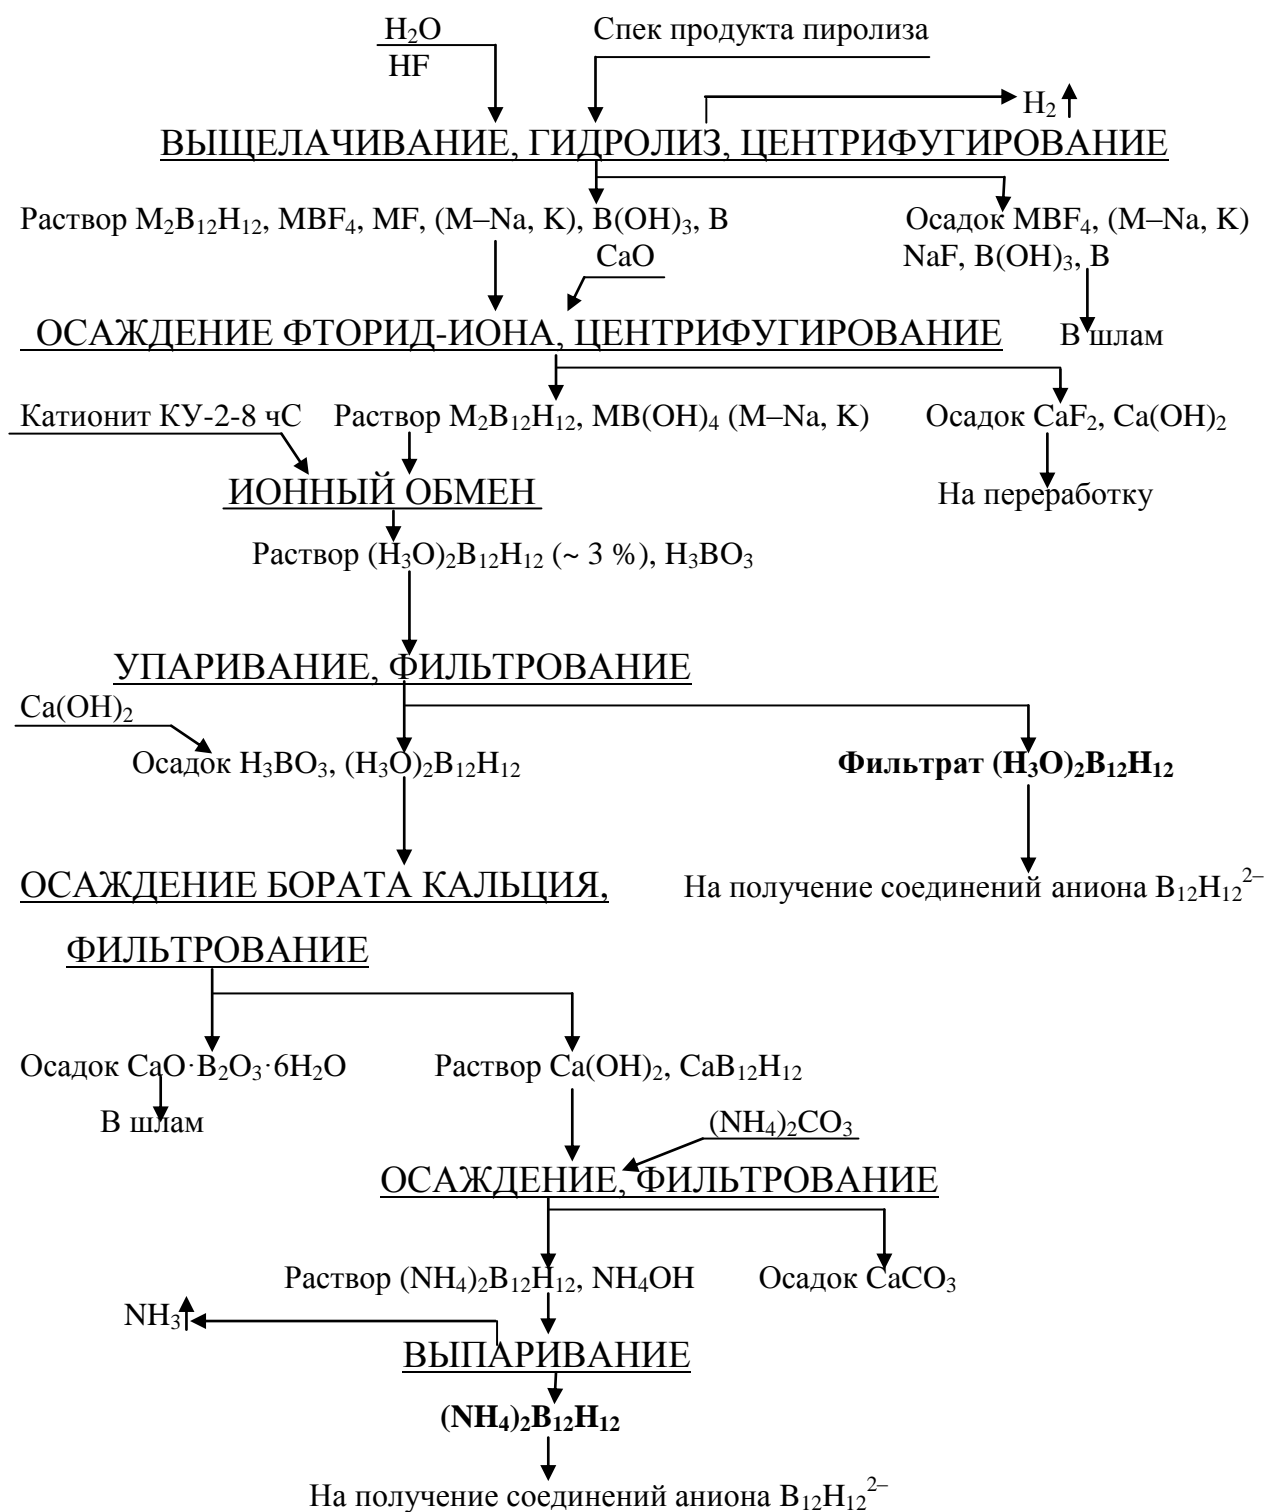 H₂O
HF
Спек продукта пиролиза
H₂
ВЫЩЕЛАЧИВАНИЕ, ГИДРОЛИЗ, ЦЕНТРИФУГИРОВАНИЕ
Раствор M₂B₁₂H₁₂, MBF₄, MF, (M–Na, K), B(OH)₃, B
Осадок MBF₄, (M–Na, K)
NaF, B(OH)₃, B
CaO
ОСАЖДЕНИЕ ФТОРИД-ИОНА, ЦЕНТРИФУГИРОВАНИЕ
В шлам
Катионит КУ-2-8 чС
Раствор M₂B₁₂H₁₂, MB(OH)₄ (M–Na, K)
Осадок CaF₂, Ca(OH)₂
ИОННЫЙ ОБМЕН
На переработку
Раствор (H₃O)₂B₁₂H₁₂ (~ 3 %), H₃BO₃
УПАРИВАНИЕ, ФИЛЬТРОВАНИЕ
Ca(OH)₂
Осадок H₃BO₃, (H₃O)₂B₁₂H₁₂
Фильтрат (H₃O)₂B₁₂H₁₂
ОСАЖДЕНИЕ БОРАТА КАЛЬЦИЯ,
На получение соединений аниона B₁₂H₁₂²⁻
ФИЛЬТРОВАНИЕ
Осадок CaO·B₂O₃·6H₂O
Раствор Ca(OH)₂, CaB₁₂H₁₂
В шлам
(NH₄)₂CO₃
ОСАЖДЕНИЕ, ФИЛЬТРОВАНИЕ
Раствор (NH₄)₂B₁₂H₁₂, NH₄OH
Осадок CaCO₃
NH₃
ВЫПАРИВАНИЕ
(NH₄)₂B₁₂H₁₂
На получение соединений аниона B₁₂H₁₂²⁻